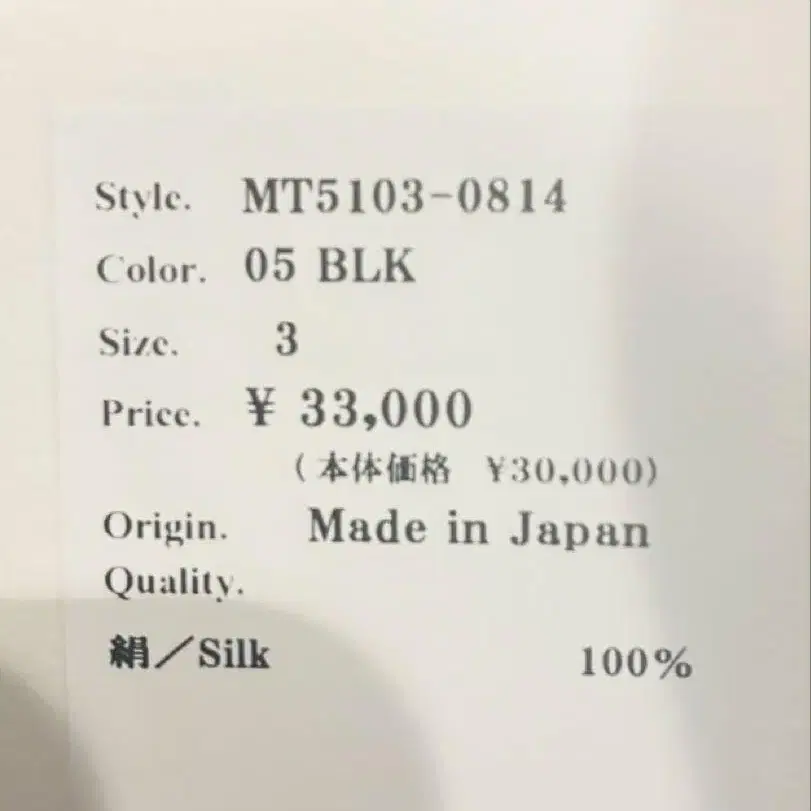 Style. MT5103-0814
Color. 05 BLK
Size. 3
Price. ¥ 33,000
(本体価格 ¥30,000)
Origin. Made in Japan
Quality.
絹/Silk 100%